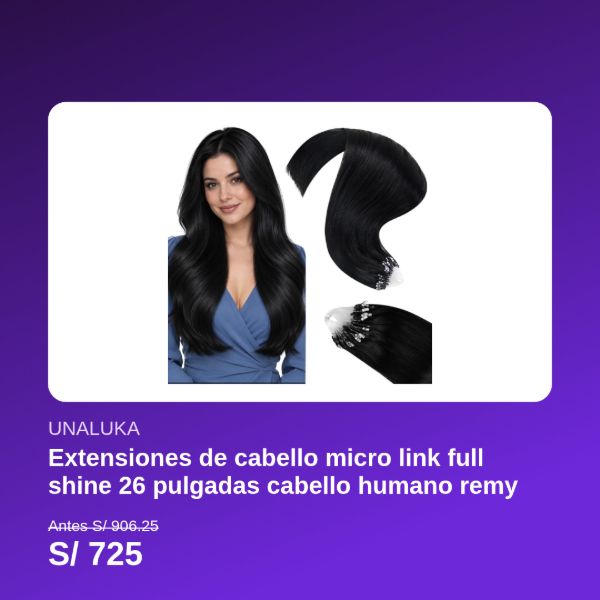 UNALUKA
Extensiones de cabello micro link full
shine 26 pulgadas cabello humano remy
Antes S/ 906.25
S/ 725